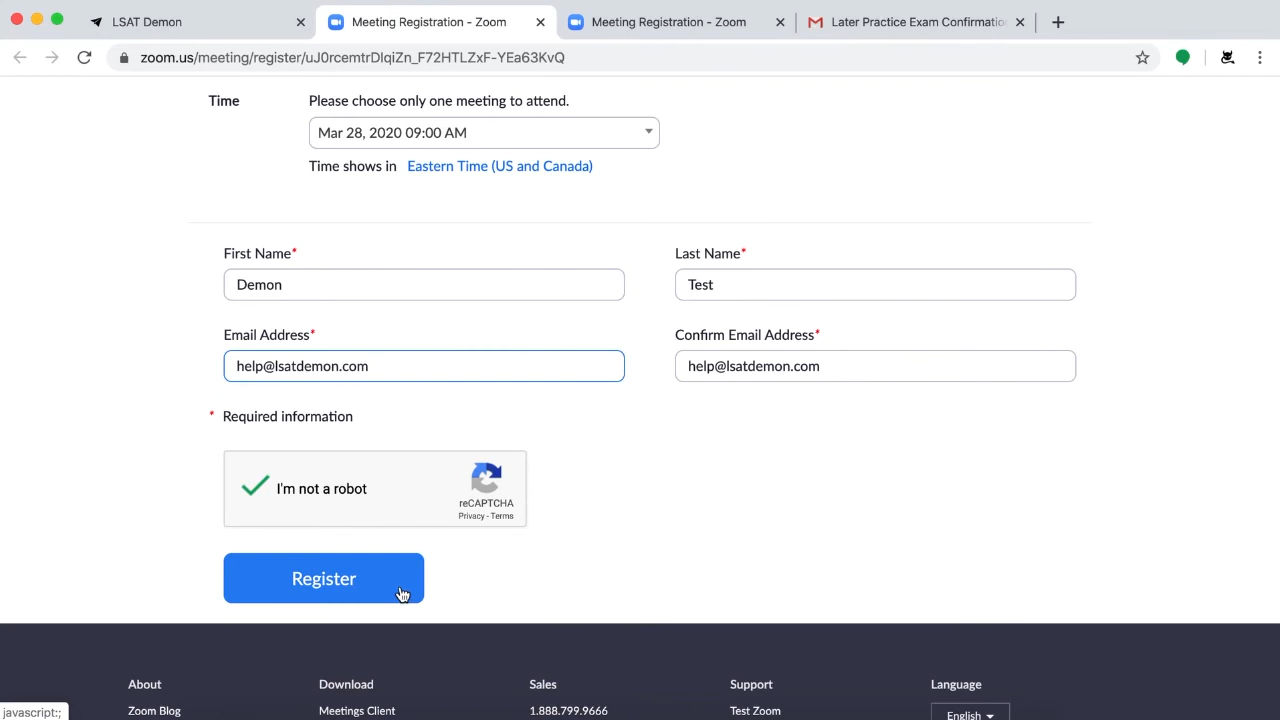 LSAT Demon
Meeting Registration - Zoom
Meeting Registration - Zoom
Later Practice Exam Confirmatio
zoom.us/meeting/register/uJ0rcemtrDIqiZn_F72HTLZxF-YEa63KvQ
Time
Please choose only one meeting to attend.
Mar 28, 2020 09:00 AM
Time shows in Eastern Time (US and Canada)
First Name*
Last Name*
Demon
Test
Email Address*
Confirm Email Address*
help@lsatdemon.com
help@lsatdemon.com
* Required information
I'm not a robot
reCAPTCHA
Privacy - Terms
Register
About
Download
Sales
Support
Language
Zoom Blog
Meetings Client
1.888.799.9666
Test Zoom
English
javascript:;